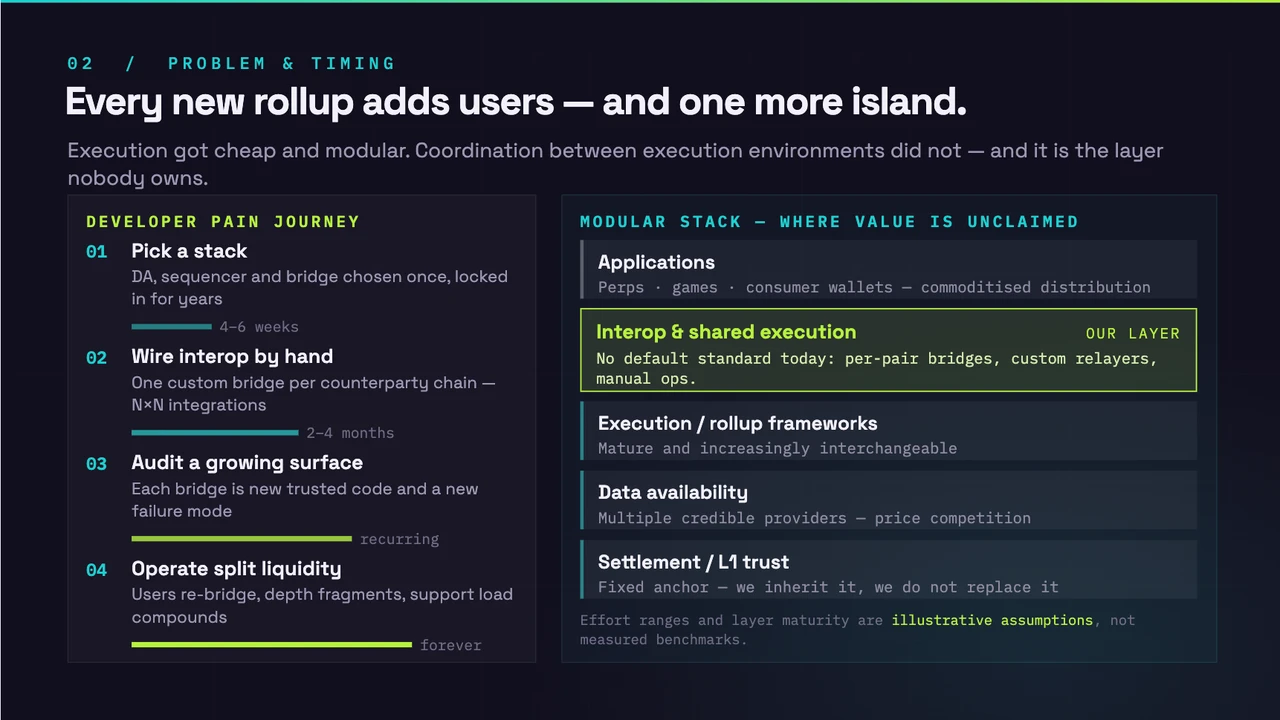 02 / PROBLEM & TIMING
Every new rollup adds users — and one more island.
Execution got cheap and modular. Coordination between execution environments did not — and it is the layer
nobody owns.
DEVELOPER PAIN JOURNEY
01 Pick a stack
DA, sequencer and bridge chosen once, locked
in for years
4–6 weeks
02 Wire interop by hand
One custom bridge per counterparty chain —
N×N integrations
2–4 months
03 Audit a growing surface
Each bridge is new trusted code and a new
failure mode
recurring
04 Operate split liquidity
Users re-bridge, depth fragments, support load
compounds
forever
MODULAR STACK — WHERE VALUE IS UNCLAIMED
Applications
Perps · games · consumer wallets — commoditised distribution
Interop & shared execution OUR LAYER
No default standard today: per-pair bridges, custom relayers,
manual ops.
Execution / rollup frameworks
Mature and increasingly interchangeable
Data availability
Multiple credible providers — price competition
Settlement / L1 trust
Fixed anchor — we inherit it, we do not replace it
Effort ranges and layer maturity are illustrative assumptions, not
measured benchmarks.